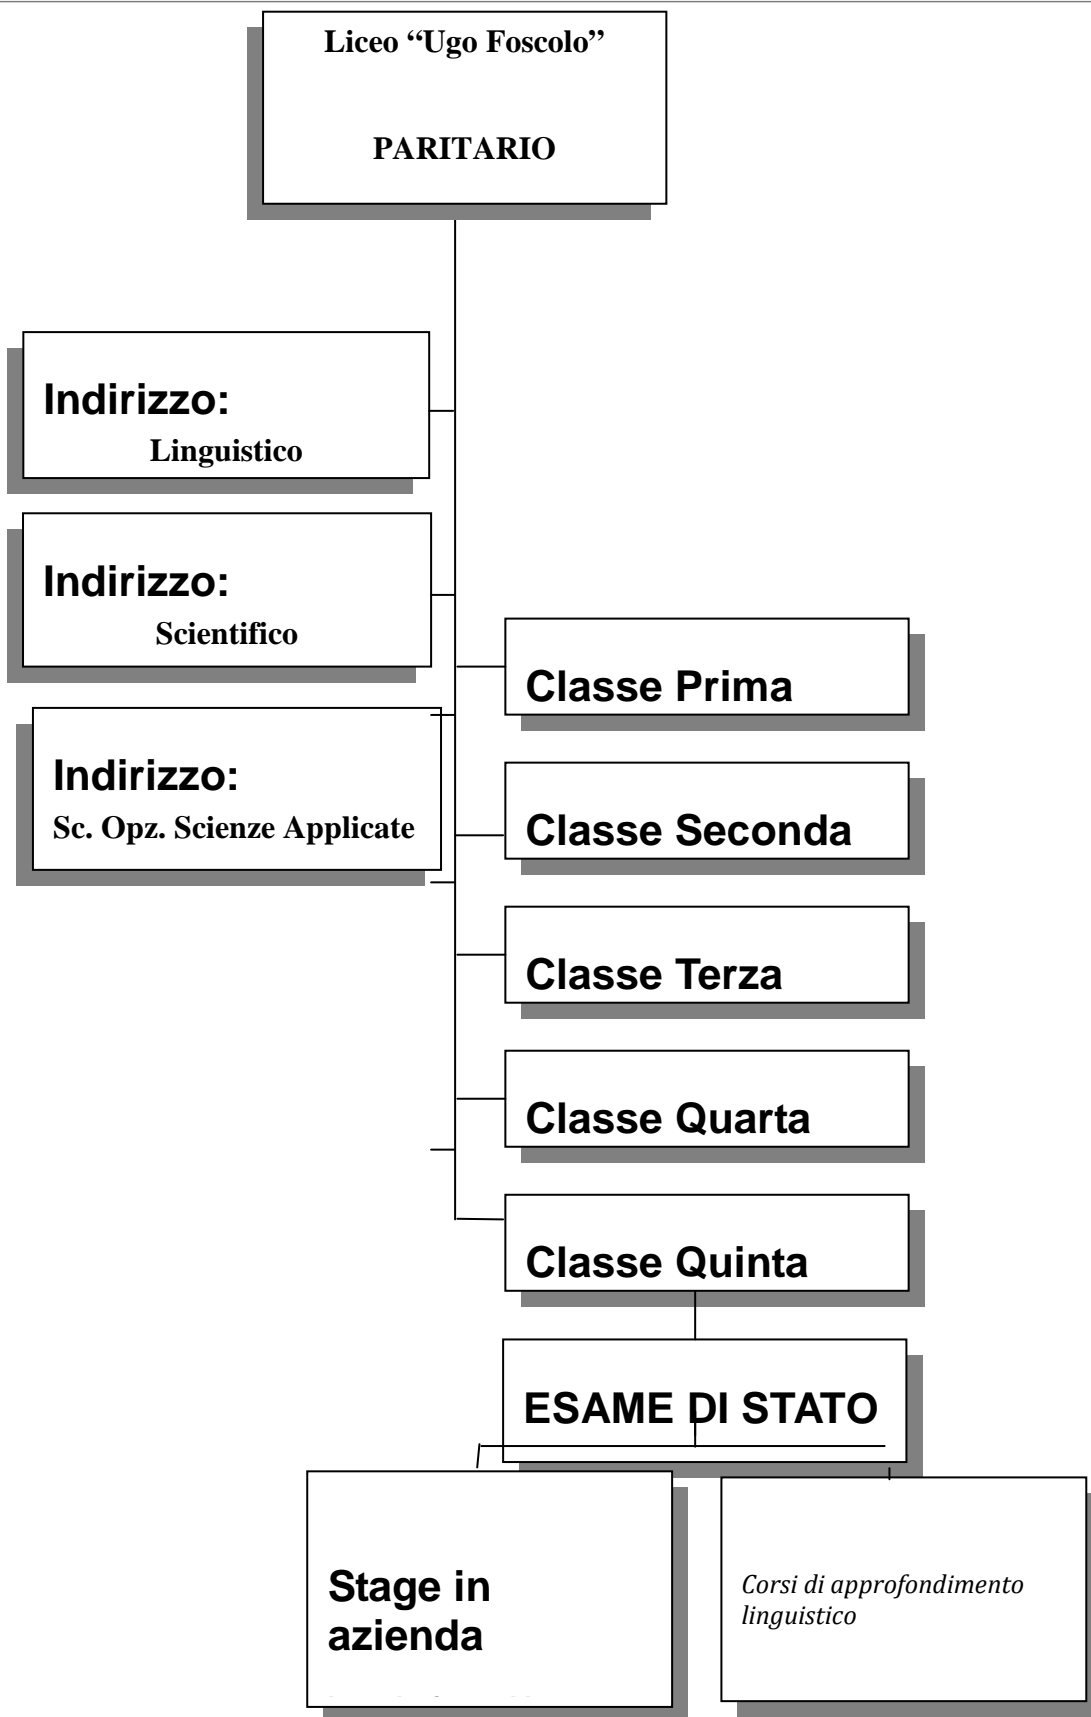 Liceo “Ugo Foscolo”
PARITARIO
Indirizzo:
Linguistico
Indirizzo:
Scientifico
Indirizzo:
Sc. Opz. Scienze Applicate
Classe Prima
Classe Seconda
Classe Terza
Classe Quarta
Classe Quinta
ESAME DI STATO
Stage in
azienda
Corsi di approfondimento
linguistico